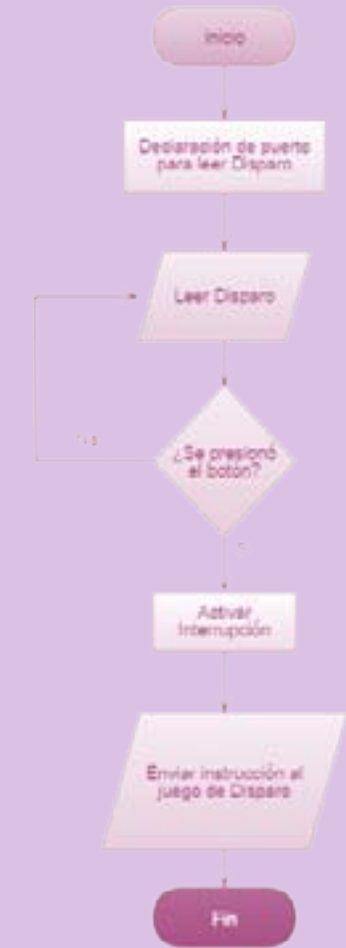 Inicio
Declaración de puerto
para leer Disparo
Leer Disparo
¿Se presionó
el botón?
Activar
Interrupción
Enviar instrucción al
juego de Disparo
Fin